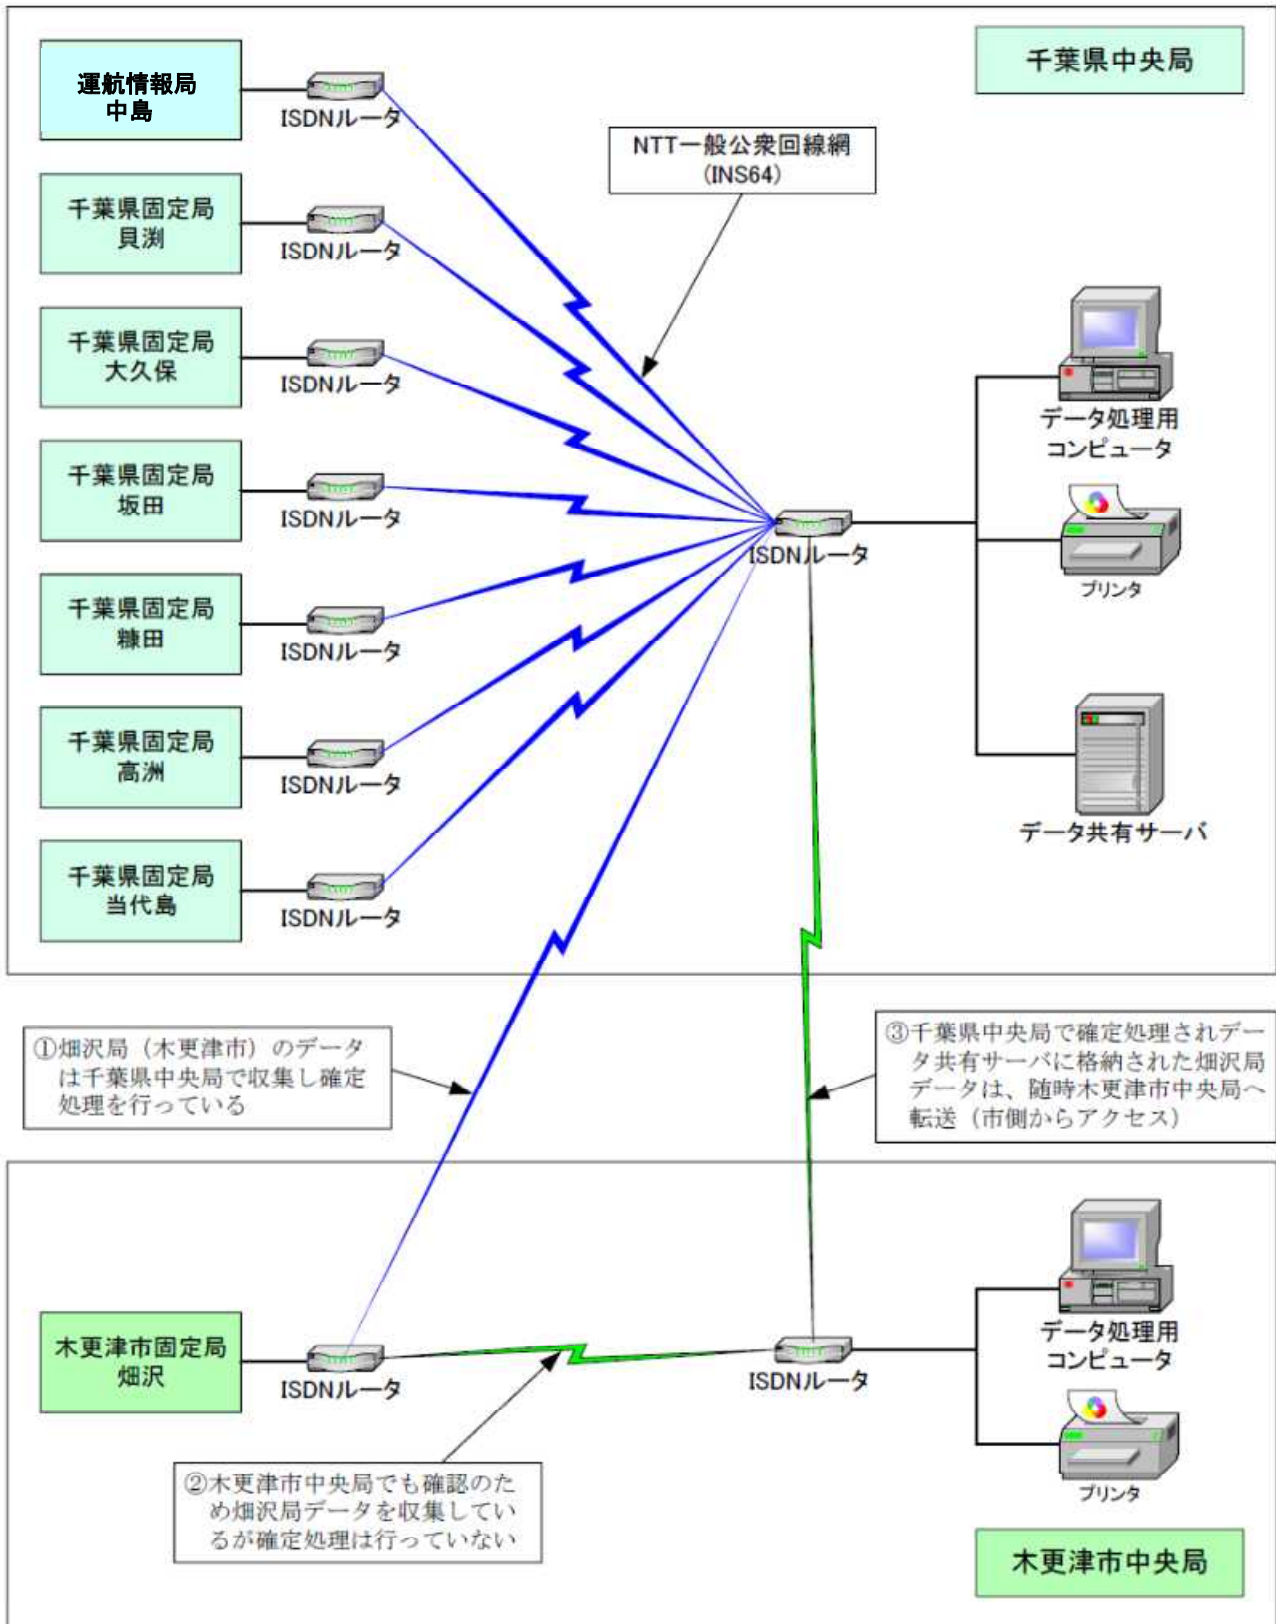 運航情報局
中島
ISDNルータ
千葉県中央局
NTT一般公衆回線網
(INS64)
千葉県固定局
貝渕
ISDNルータ
千葉県固定局
大久保
ISDNルータ
データ処理用
コンピュータ
千葉県固定局
坂田
ISDNルータ
ISDNルータ
プリンタ
千葉県固定局
糠田
ISDNルータ
千葉県固定局
高洲
ISDNルータ
データ共有サーバ
千葉県固定局
当代島
ISDNルータ
①畑沢局（木更津市）のデータ
は千葉県中央局で収集し確定
処理を行っている
③千葉県中央局で確定処理されデー
タ共有サーバに格納された畑沢局
データは、随時木更津市中央局へ
転送（市側からアクセス）
木更津市固定局
畑沢
ISDNルータ
ISDNルータ
データ処理用
コンピュータ
②木更津市中央局でも確認のた
め畑沢局データを収集してい
るが確定処理は行っていない
プリンタ
木更津市中央局